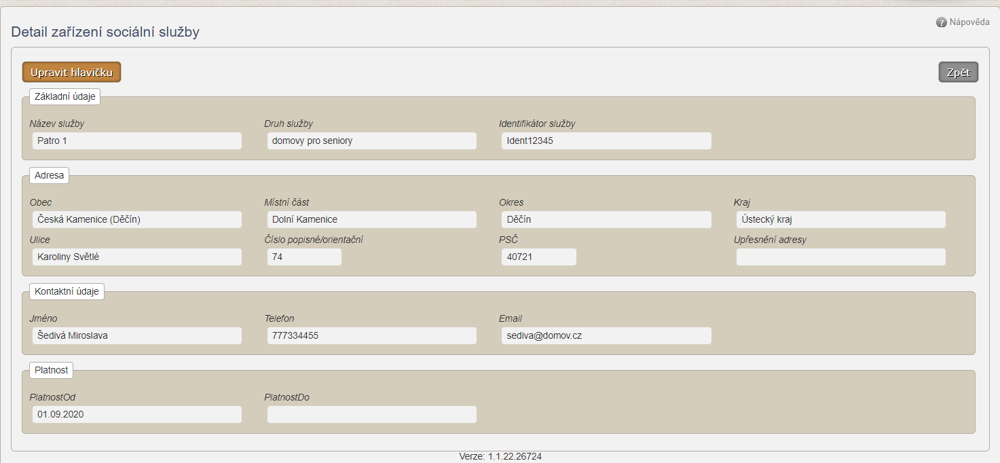 Nápověda
Detail zařízení sociální služby
Upravit hlavičku
Zpět
Základní údaje
Název služby Druh služby Identifikátor služby
Patro 1 domovy pro seniory Ident12345
Adresa
Obec Místní část Okres Kraj
Česká Kamenice (Děčín) Dolní Kamenice Děčín Ústecký kraj
Ulice Číslo popisné/orientační PSČ Upřesnění adresy
Karoliny Světlé 74 40721
Kontaktní údaje
Jméno Telefon Email
Šedivá Miroslava 777334455 sediva@domov.cz
Platnost
PlatnostOd PlatnostDo
01.09.2020
Verze: 1.1.22.26724